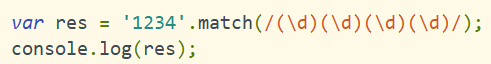 var res = '1234'.match(/(\d)(\d)(\d)(\d)/);
console.log(res);